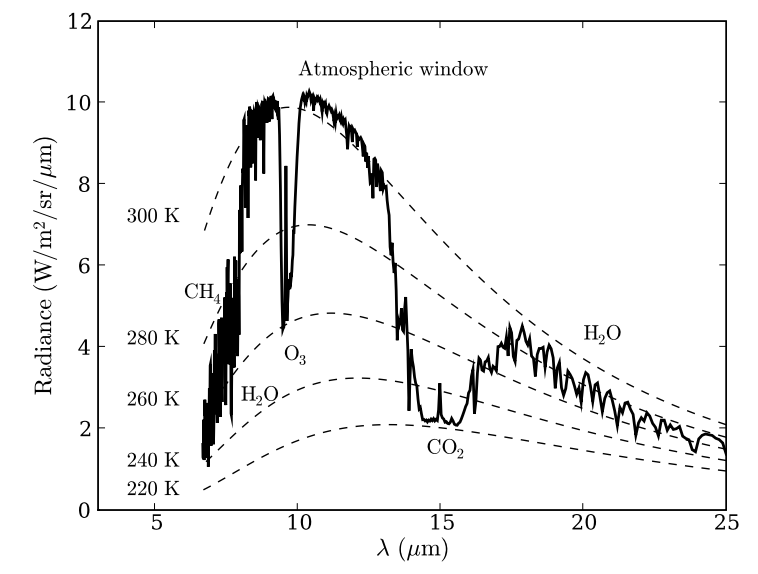 12
Atmospheric window
10
8
300 K
6
CH₄
280 K
H₂O
4
O₃
260 K
H₂O
2
CO₂
240 K
220 K
0
5 10 15 20 25
λ (μm)
Radiance (W/m²/sr/μm)